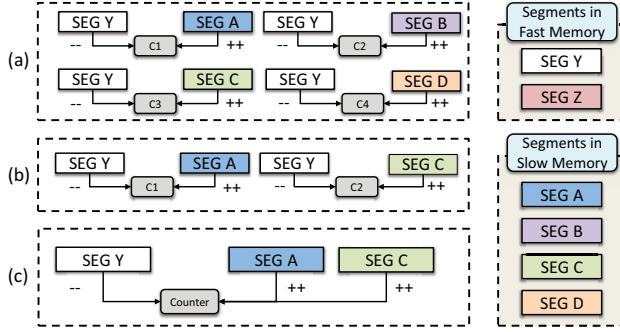 (a)
SEG Y SEG A SEG Y SEG B
-- C1 ++ -- C2 ++
SEG Y SEG C SEG Y SEG D
-- C3 ++ -- C4 ++
(b)
SEG Y SEG A SEG Y SEG C
-- C1 ++ -- C2 ++
(c)
SEG Y SEG A SEG C
-- Counter ++ ++
Segments in
Fast Memory
SEG Y
SEG Z
Segments in
Slow Memory
SEG A
SEG B
SEG C
SEG D